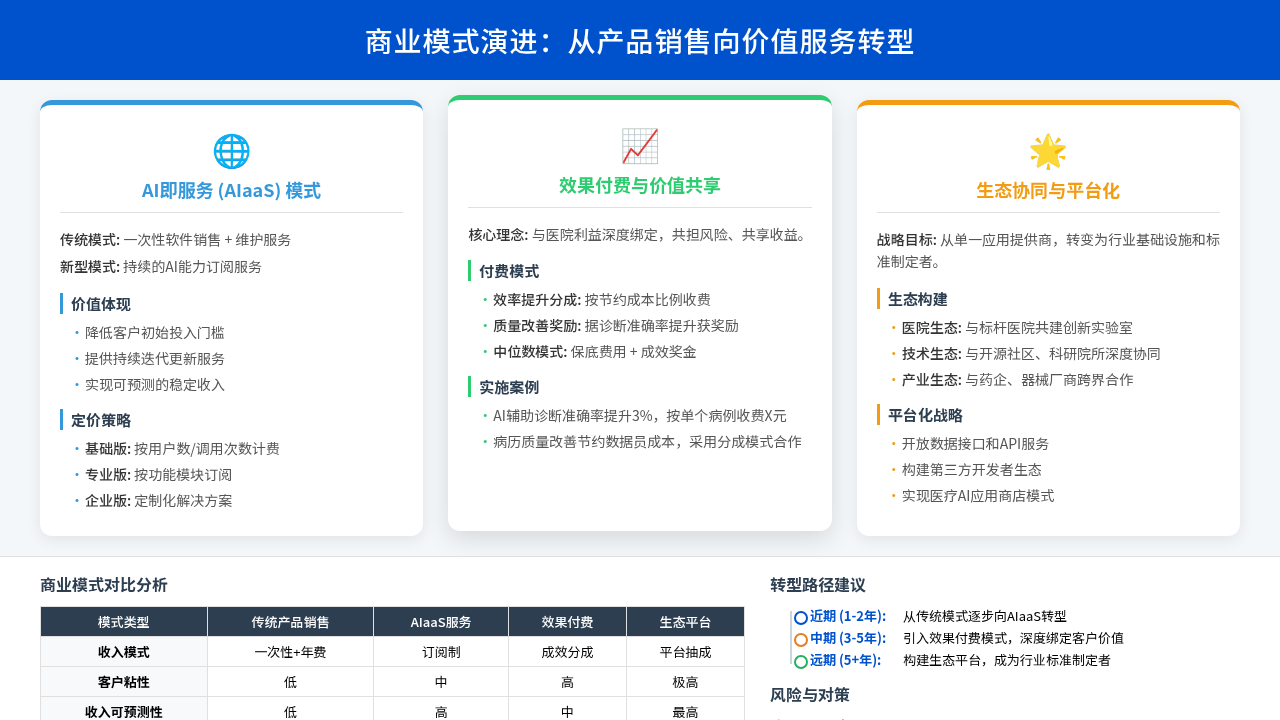 商业模式演进：从产品销售向价值服务转型
AI即服务 (AIaaS) 模式
传统模式: 一次性软件销售 + 维护服务
新型模式: 持续的AI能力订阅服务
价值体现
• 降低客户初始投入门槛
• 提供持续迭代更新服务
• 实现可预测的稳定收入
定价策略
• 基础版: 按用户数/调用次数计费
• 专业版: 按功能模块订阅
• 企业版: 定制化解决方案
效果付费与价值共享
核心理念: 与医院利益深度绑定，共担风险、共享收益。
付费模式
• 效率提升分成: 按节约成本比例收费
• 质量改善奖励: 据诊断准确率提升获奖励
• 中位数模式: 保底费用 + 成效奖金
实施案例
• AI辅助诊断准确率提升3%，按单个病例收费X元
• 病历质量改善节约数据员成本，采用分成模式合作
生态协同与平台化
战略目标: 从单一应用提供商，转变为行业基础设施和标
准制定者。
生态构建
• 医院生态: 与标杆医院共建创新实验室
• 技术生态: 与开源社区、科研院所深度协同
• 产业生态: 与药企、器械厂商跨界合作
平台化战略
• 开放数据接口和API服务
• 构建第三方开发者生态
• 实现医疗AI应用商店模式
商业模式对比分析
模式类型 传统产品销售 AIaaS服务 效果付费 生态平台
收入模式 一次性+年费 订阅制 成效分成 平台抽成
客户粘性 低 中 高 极高
收入可预测性 低 高 中 最高
转型路径建议
近期 (1-2年): 从传统模式逐步向AIaaS转型
中期 (3-5年): 引入效果付费模式，深度绑定客户价值
远期 (5+年): 构建生态平台，成为行业标准制定者
风险与对策